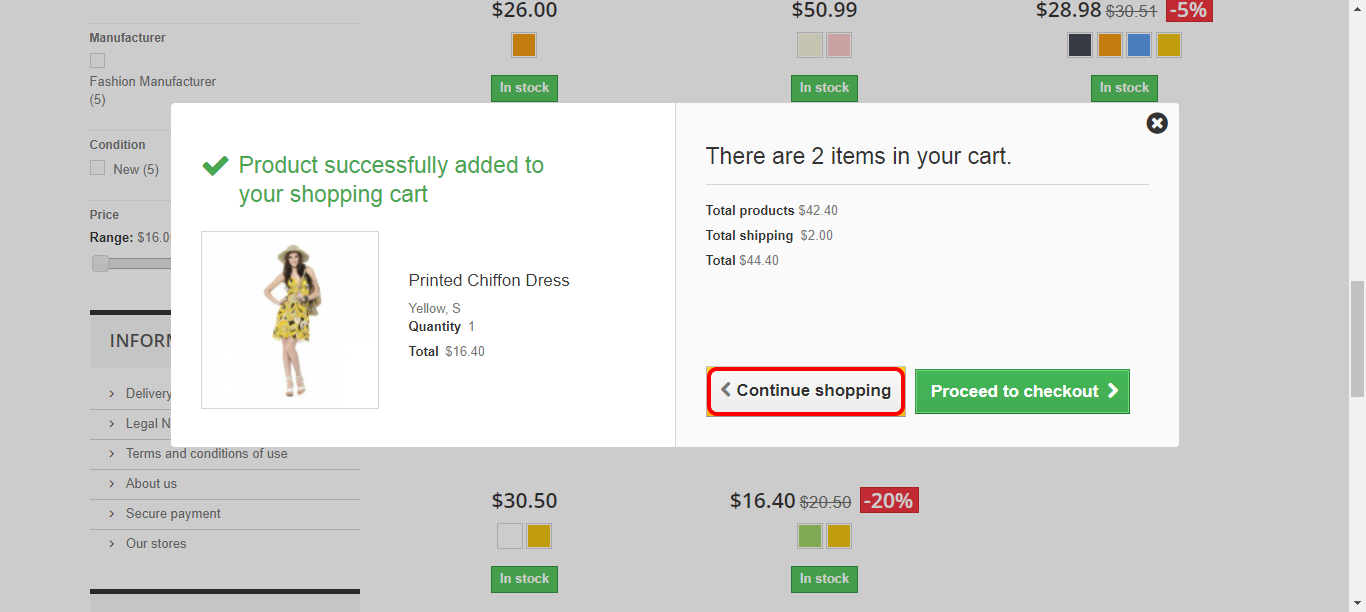 $26.00
$50.99
$28.98 $30.51 -5%
Manufacturer
Fashion Manufacturer
(5)
In stock
In stock
In stock
Condition
New (5)
Price
Range: $16.0
INFOR
Delivery
Legal N
Terms and conditions of use
About us
Secure payment
Our stores
Product successfully added to
your shopping cart
Printed Chiffon Dress
Yellow, S
Quantity 1
Total $16.40
There are 2 items in your cart.
Total products $42.40
Total shipping $2.00
Total $44.40
Continue shopping
Proceed to checkout
$30.50
$16.40 $20.50 -20%
In stock
In stock